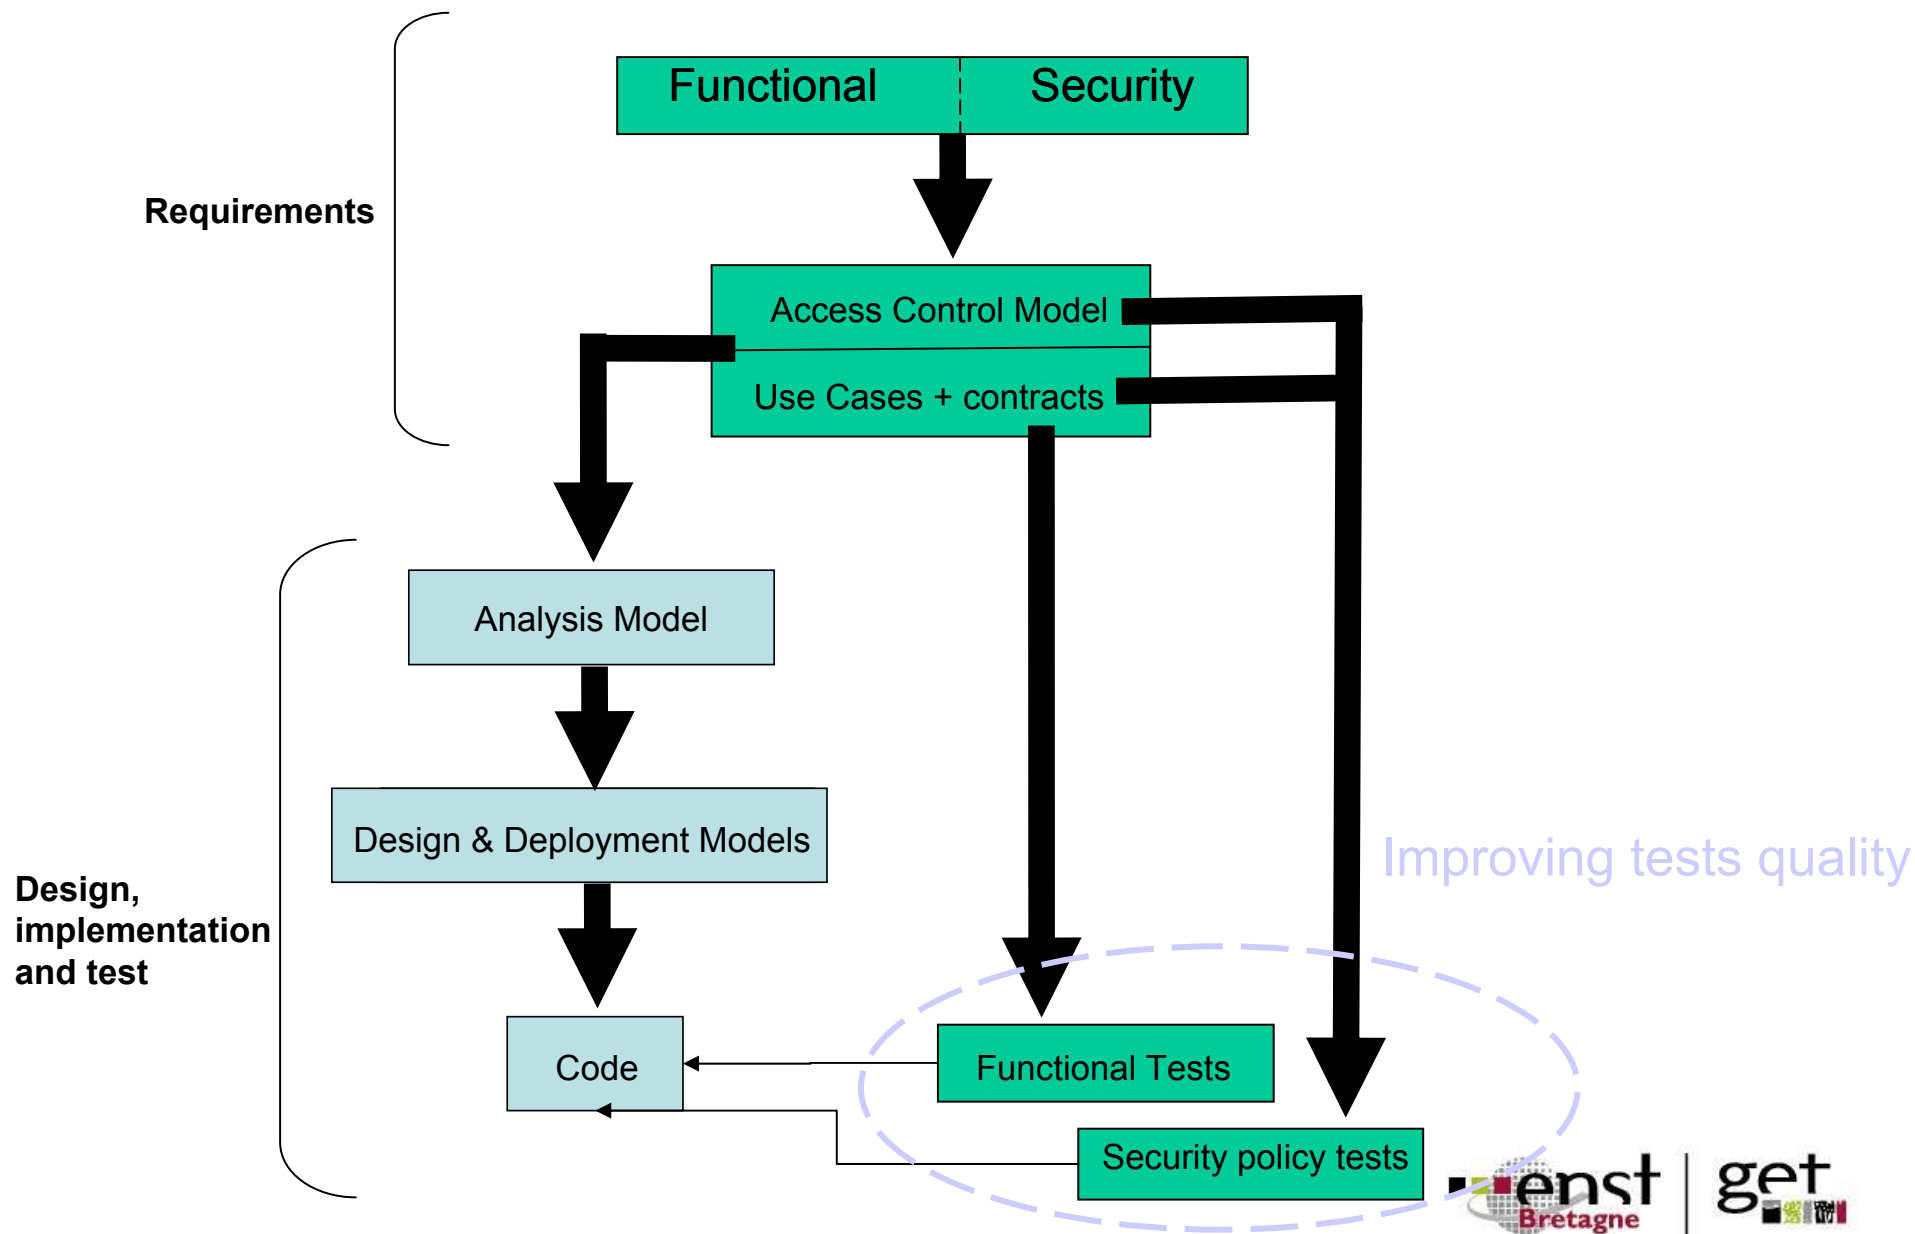 Functional Security
Requirements
Access Control Model
Use Cases + contracts
Analysis Model
Design & Deployment Models
Improving tests quality
Design,
implementation
and test
Code
Functional Tests
Security policy tests
enst
Bretagne
get